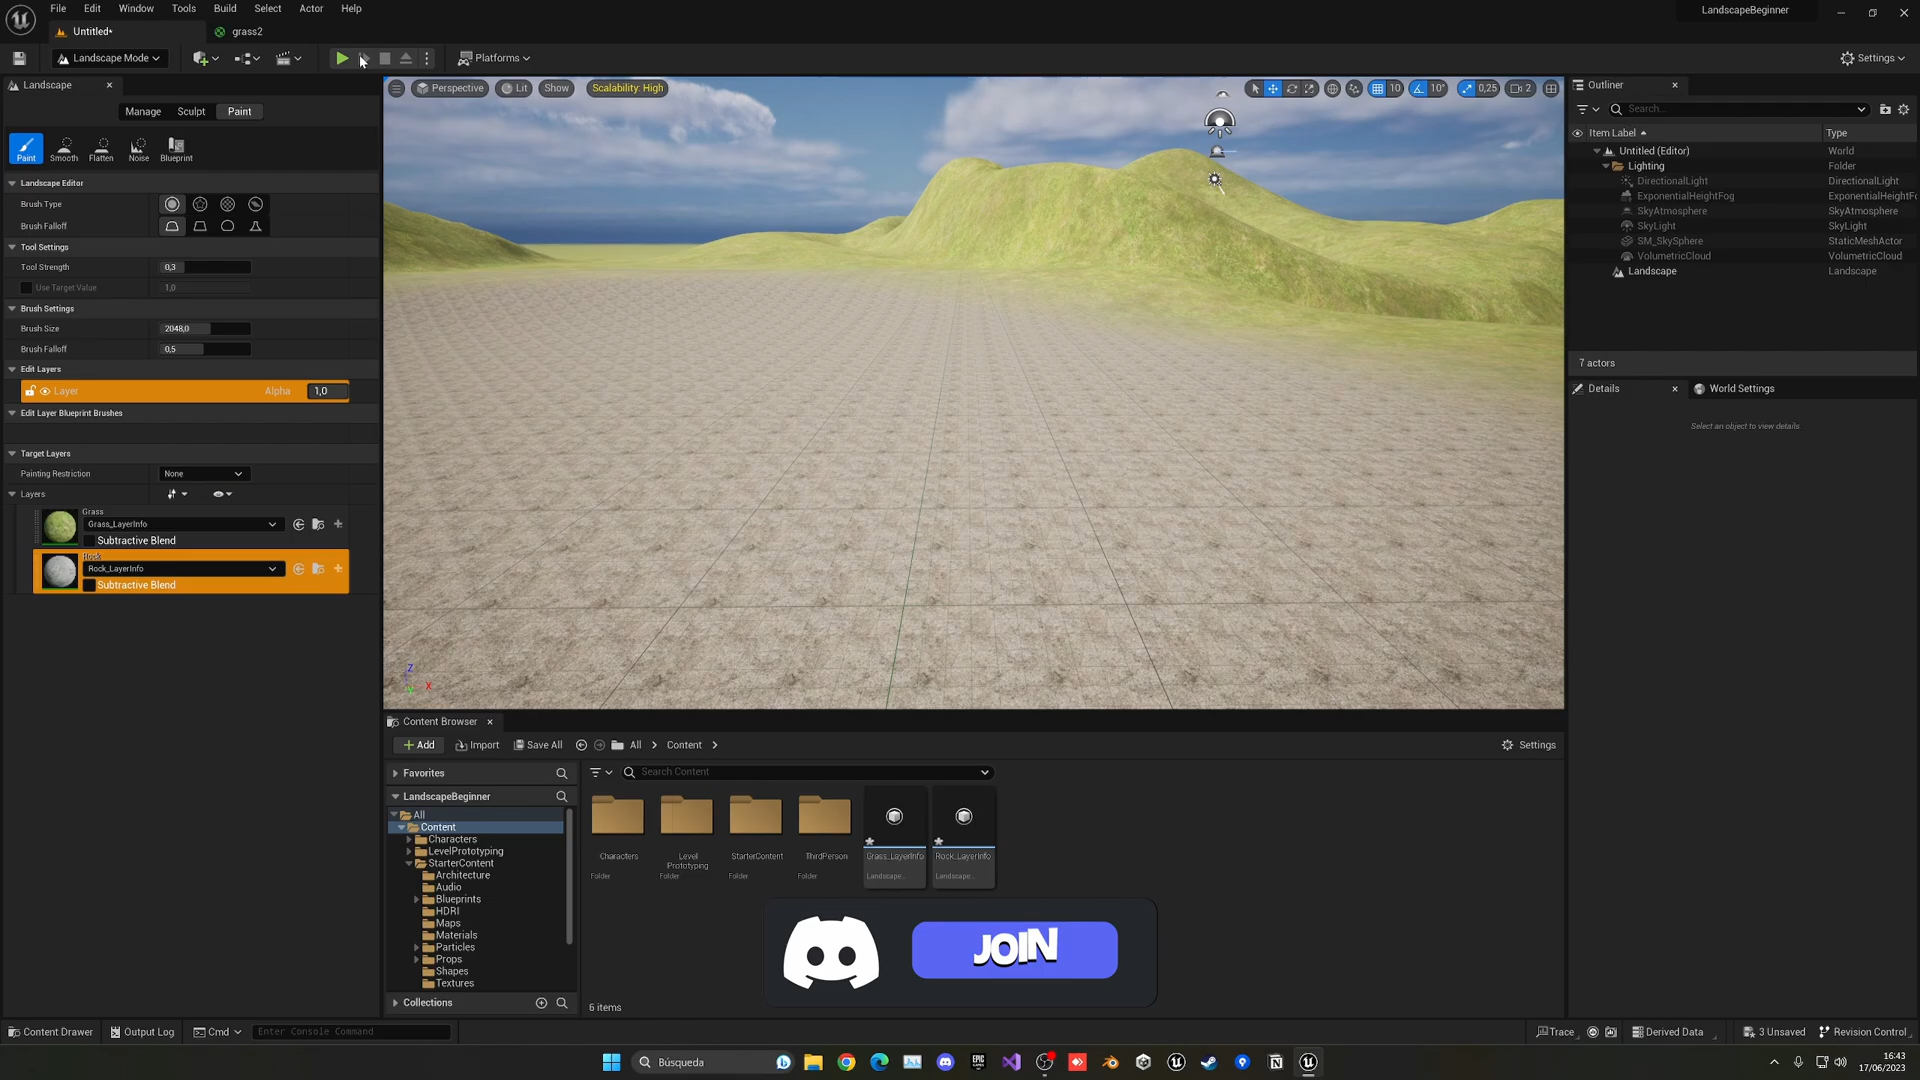 File Edit Window Tools Build Select Actor Help
LandscapeBeginner
Untitled*
grass2
Landscape Mode
Platforms
Settings
Landscape
Manage Sculpt Paint
Paint Smooth Flatten Noise Blueprint
Landscape Editor
Brush Type
Brush Falloff
Tool Settings
Tool Strength 0,3
Use Target Value 1,0
Brush Settings
Brush Size 2048,0
Brush Falloff 0,5
Edit Layers
Layer Alpha 1,0
Edit Layer Blueprint Brushes
Target Layers
Painting Restriction None
Layers
Grass
Grass_LayerInfo
Subtractive Blend
Rock
Rock_LayerInfo
Subtractive Blend
Perspective Lit Show Scalability: High
10 10° 0,25 2
Z
X
Y
Outliner
Search...
Item Label Type
Untitled (Editor) World
Lighting Folder
DirectionalLight DirectionalLight
ExponentialHeightFog ExponentialHeightFo
SkyAtmosphere SkyAtmosphere
SkyLight SkyLight
SM_SkySphere StaticMeshActor
VolumetricCloud VolumetricCloud
Landscape Landscape
7 actors
Details World Settings
Select an object to view details
Content Browser
Add Import Save All All Content Settings
Favorites
Search Content
LandscapeBeginner
All
Content
Characters
LevelPrototyping
StarterContent
Architecture
Audio
Blueprints
HDRI
Maps
Materials
Particles
Props
Shapes
Textures
Collections
Characters
Folder
Level
Prototyping
Folder
StarterContent
Folder
ThirdPerson
Folder
Grass_LayerInfo
Landscape...
Rock_LayerInfo
Landscape...
JOIN
6 items
Content Drawer Output Log Cmd Enter Console Command
Trace Derived Data 3 Unsaved Revision Control
Búsqueda
EPIC
GAMES
16:43
17/06/2023